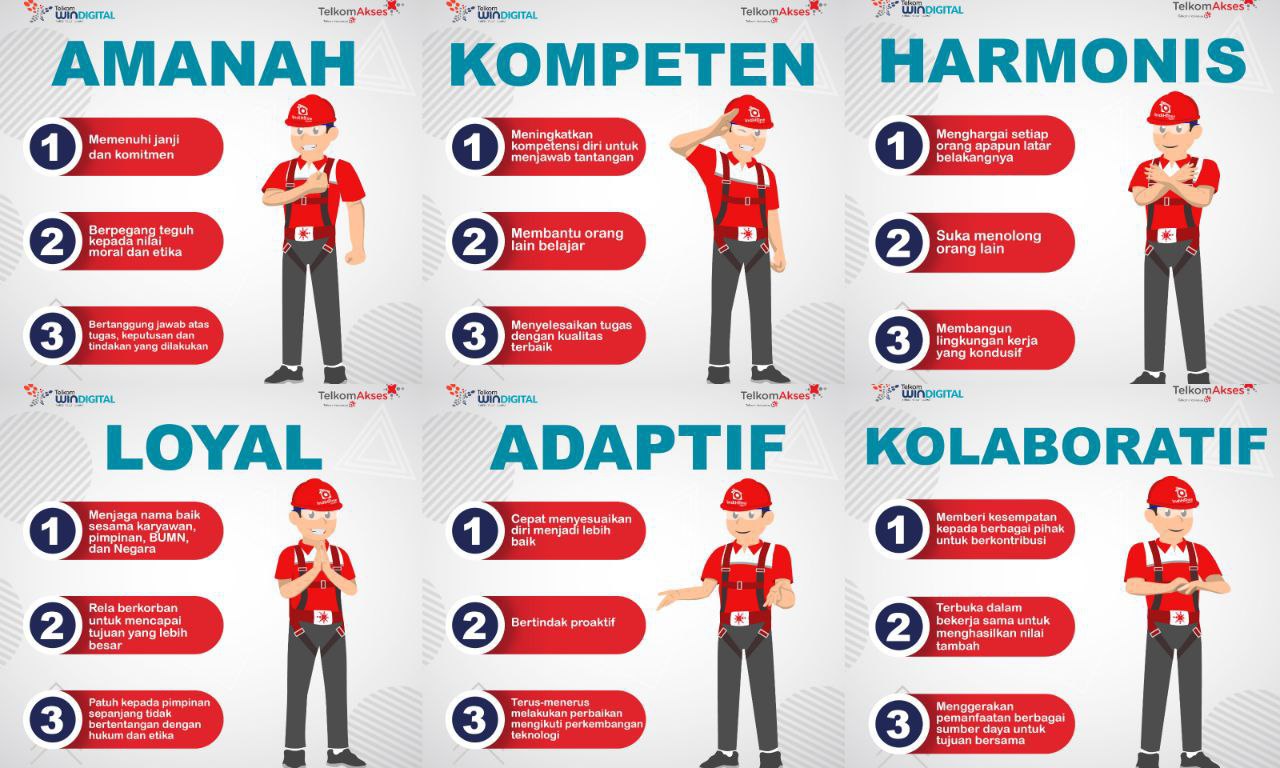 Telkom
WINDIGITAL
TelkomAkses
AMANAH
1
Memenuhi janji
dan komitmen
2
Berpegang teguh
kepada nilai
moral dan etika
3
Bertanggung jawab atas
tugas, keputusan dan
tindakan yang dilakukan
Telkom
WINDIGITAL
TelkomAkses
KOMPETEN
1
Meningkatkan
kompetensi diri untuk
menjawab tantangan
2
Membantu orang
lain belajar
3
Menyelesaikan tugas
dengan kualitas
terbaik
WINDIGITAL
TelkomAkses
HARMONIS
1
Menghargai setiap
orang apapun latar
belakangnya
2
Suka menolong
orang lain
3
Membangun
lingkungan kerja
yang kondusif
Telkom
WINDIGITAL
TelkomAkses
LOYAL
1
Menjaga nama baik
sesama karyawan,
pimpinan, BUMN,
dan Negara
2
Rela berkorban
untuk mencapai
tujuan yang lebih
besar
3
Patuh kepada pimpinan
sepanjang tidak
bertentangan dengan
hukum dan etika
Telkom
WINDIGITAL
TelkomAkses
ADAPTIF
1
Cepat menyesuaikan
diri menjadi lebih
baik
2
Bertindak proaktif
3
Terus-menerus
melakukan perbaikan
mengikuti perkembangan
teknologi
Telkom
WINDIGITAL
TelkomAkses
KOLABORATIF
1
Memberi kesempatan
kepada berbagai pihak
untuk berkontribusi
2
Terbuka dalam
bekerja sama untuk
menghasilkan nilai
tambah
3
Menggerakan
pemanfaatan berbagai
sumber daya untuk
tujuan bersama